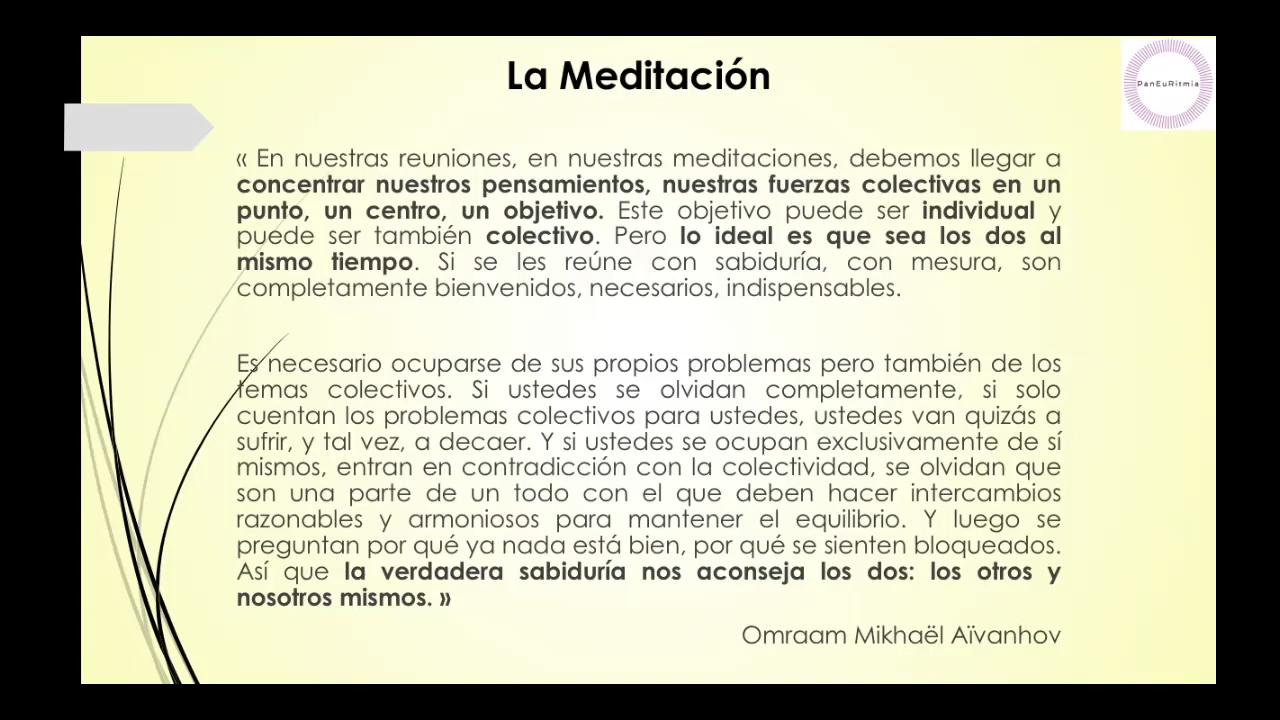 La Meditación
PanEuRitmia
« En nuestras reuniones, en nuestras meditaciones, debemos llegar a
concentrar nuestros pensamientos, nuestras fuerzas colectivas en un
punto, un centro, un objetivo. Este objetivo puede ser individual y
puede ser también colectivo. Pero lo ideal es que sea los dos al
mismo tiempo. Si se les reúne con sabiduría, con mesura, son
completamente bienvenidos, necesarios, indispensables.
Es necesario ocuparse de sus propios problemas pero también de los
temas colectivos. Si ustedes se olvidan completamente, si solo
cuentan los problemas colectivos para ustedes, ustedes van quizás a
sufrir, y tal vez, a decaer. Y si ustedes se ocupan exclusivamente de sí
mismos, entran en contradicción con la colectividad, se olvidan que
son una parte de un todo con el que deben hacer intercambios
razonables y armoniosos para mantener el equilibrio. Y luego se
preguntan por qué ya nada está bien, por qué se sienten bloqueados.
Así que la verdadera sabiduría nos aconseja los dos: los otros y
nosotros mismos. »
Omraam Mikhaël Aïvanhov